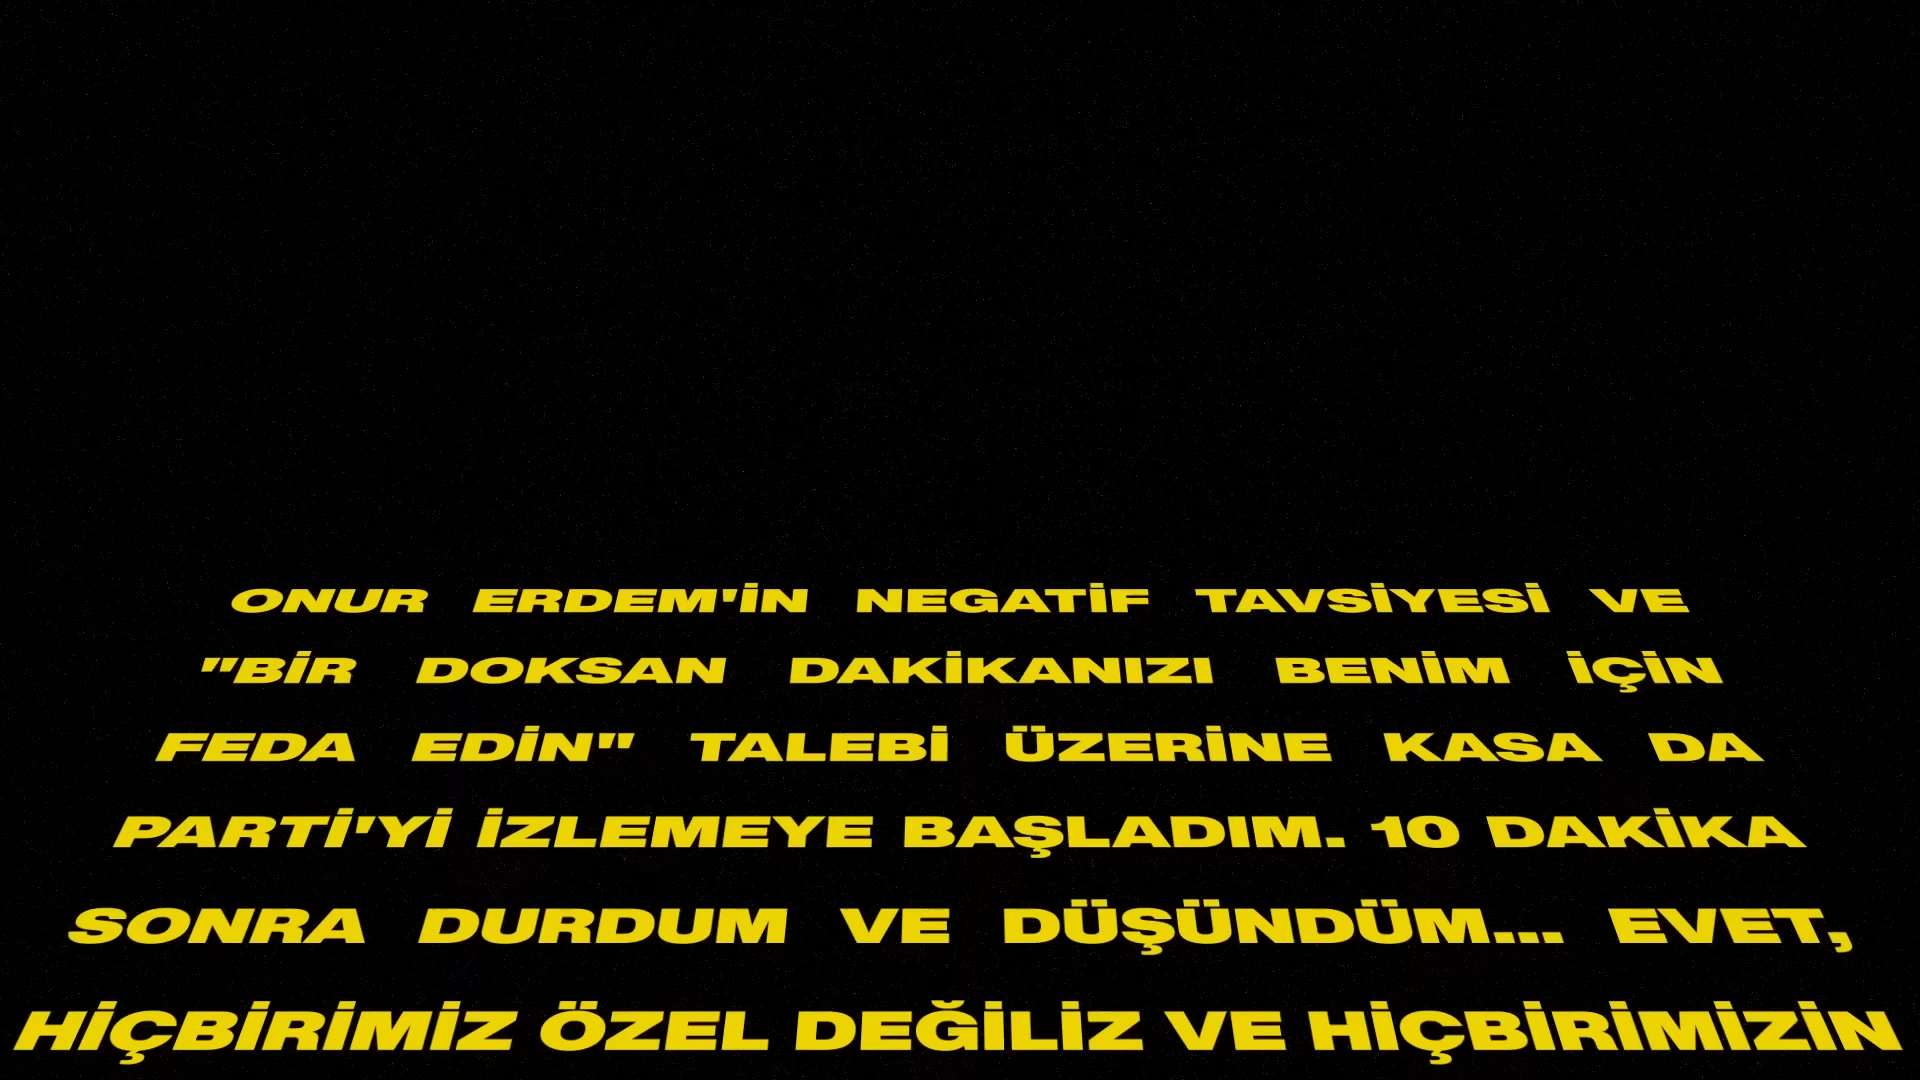 ONUR ERDEM'İN NEGATİF TAVSİYESİ VE
"BİR DOKSAN DAKİKANIZI BENİM İÇİN
FEDA EDİN" TALEBİ ÜZERİNE KASA DA
PARTİ'Yİ İZLEMEYE BAŞLADIM. 10 DAKİKA
SONRA DURDUM VE DÜŞÜNDÜM... EVET,
HİÇBİRİMİZ ÖZEL DEĞİLİZ VE HİÇBİRİMİZİN